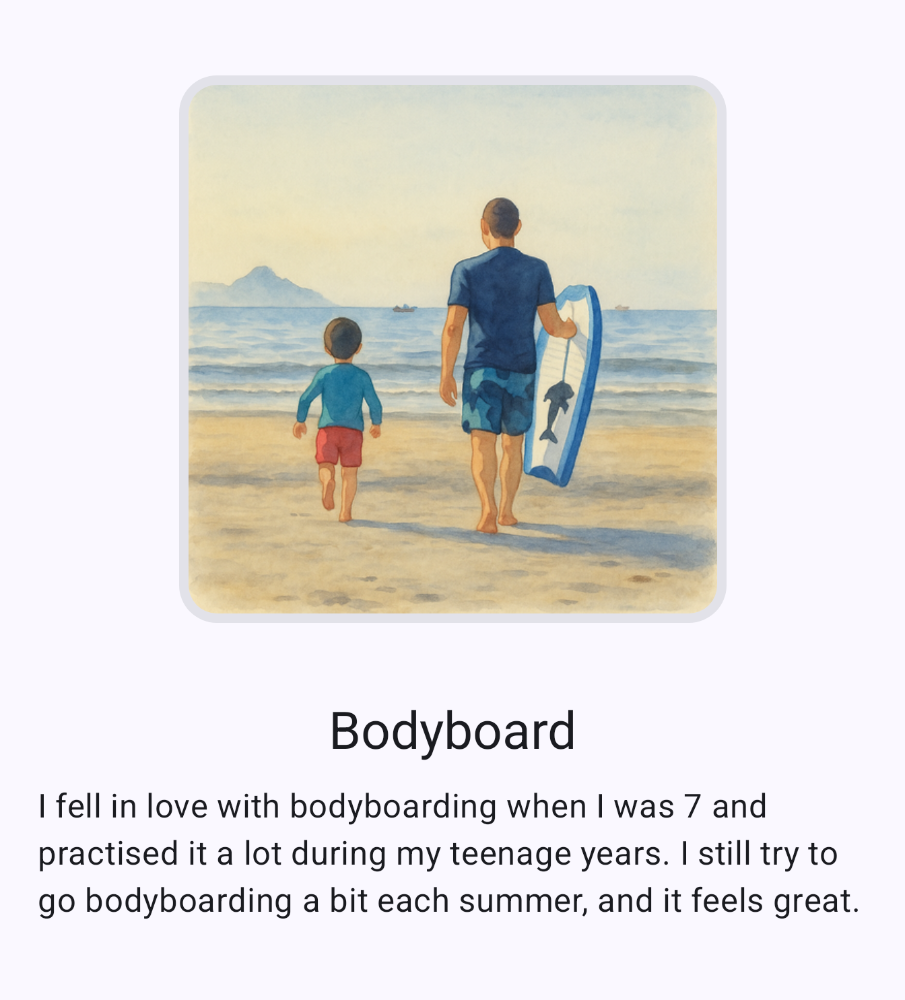 Bodyboard
I fell in love with bodyboarding when I was 7 and
practised it a lot during my teenage years. I still try to
go bodyboarding a bit each summer, and it feels great.